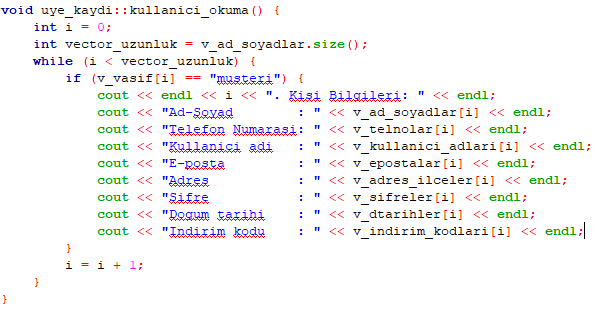 void uye_kaydi::kullanici_okuma() {
    int i = 0;
    int vector_uzunluk = v_ad_soyadlar.size();
    while (i < vector_uzunluk) {
        if (v_vasif[i] == "musteri") {
            cout << endl << i << ". Kisi Bilgileri: " << endl;
            cout << "Ad-Soyad        : " << v_ad_soyadlar[i] << endl;
            cout << "Telefon Numarasi: " << v_telnolar[i] << endl;
            cout << "Kullanici adi   : " << v_kullanici_adlari[i] << endl;
            cout << "E-posta         : " << v_epostalar[i] << endl;
            cout << "Adres           : " << v_adres_ilceler[i] << endl;
            cout << "Sifre           : " << v_sifreler[i] << endl;
            cout << "Dogum tarihi    : " << v_dtarihler[i] << endl;
            cout << "Indirim kodu    : " << v_indirim_kodlari[i] << endl;
        }
        i = i + 1;
    }
}